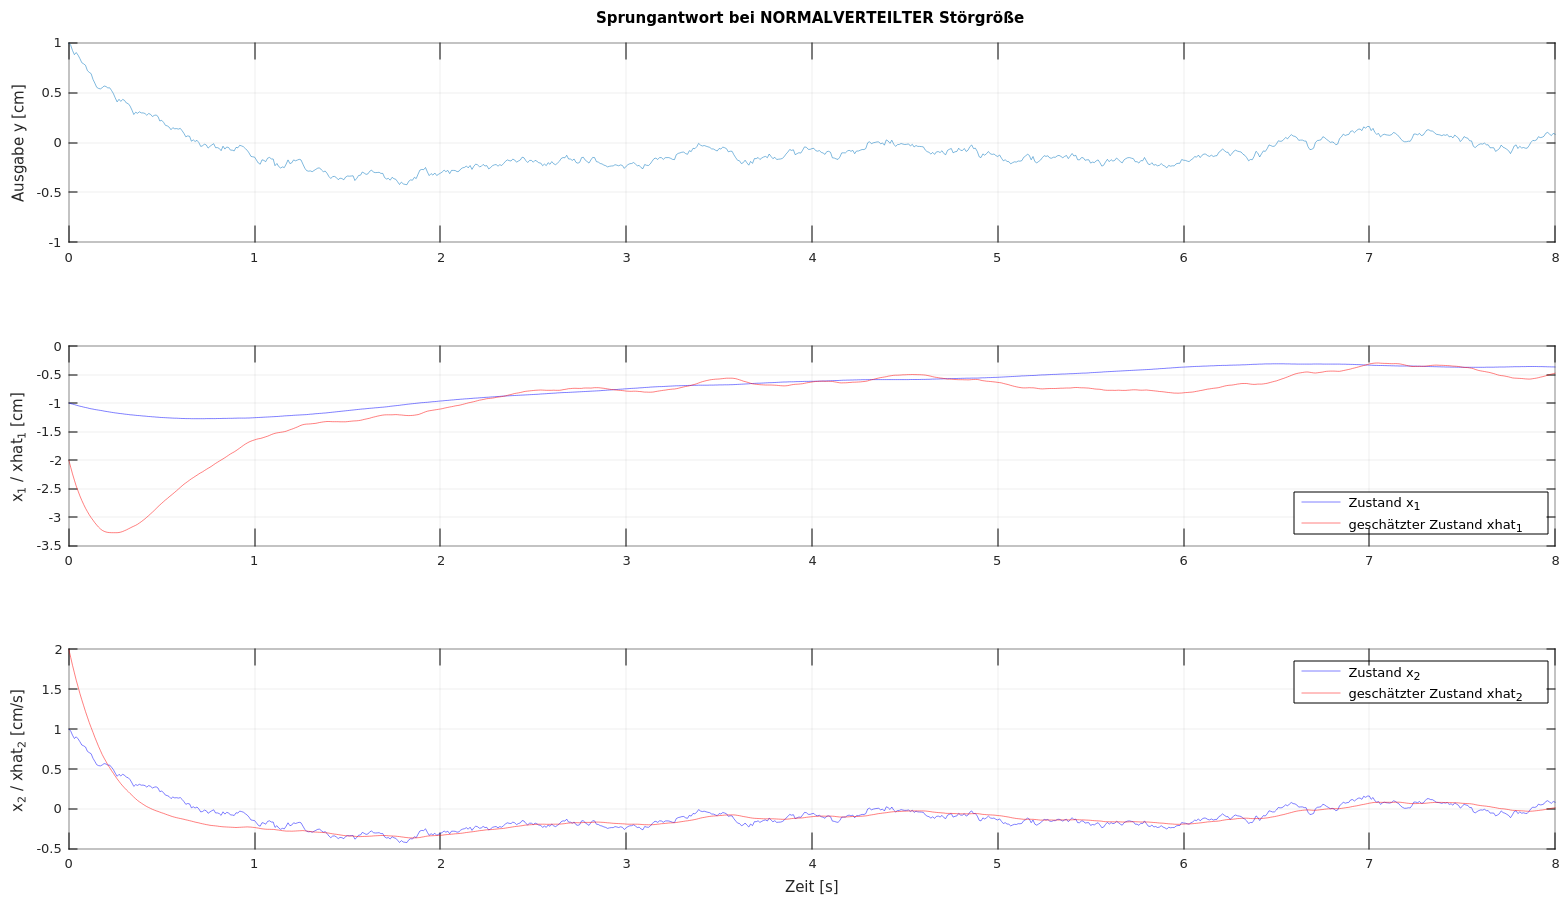 Sprungantwort bei NORMALVERTEILTER Störgröße
Ausgabe y [cm]
1
0.5
0
-0.5
-1
0 1 2 3 4 5 6 7 8
x1 / xhat1 [cm]
0
-0.5
-1
-1.5
-2
-2.5
-3
-3.5
Zustand x1
geschätzter Zustand xhat1
0 1 2 3 4 5 6 7 8
x2 / xhat2 [cm/s]
2
1.5
1
0.5
0
-0.5
Zustand x2
geschätzter Zustand xhat2
0 1 2 3 4 5 6 7 8
Zeit [s]